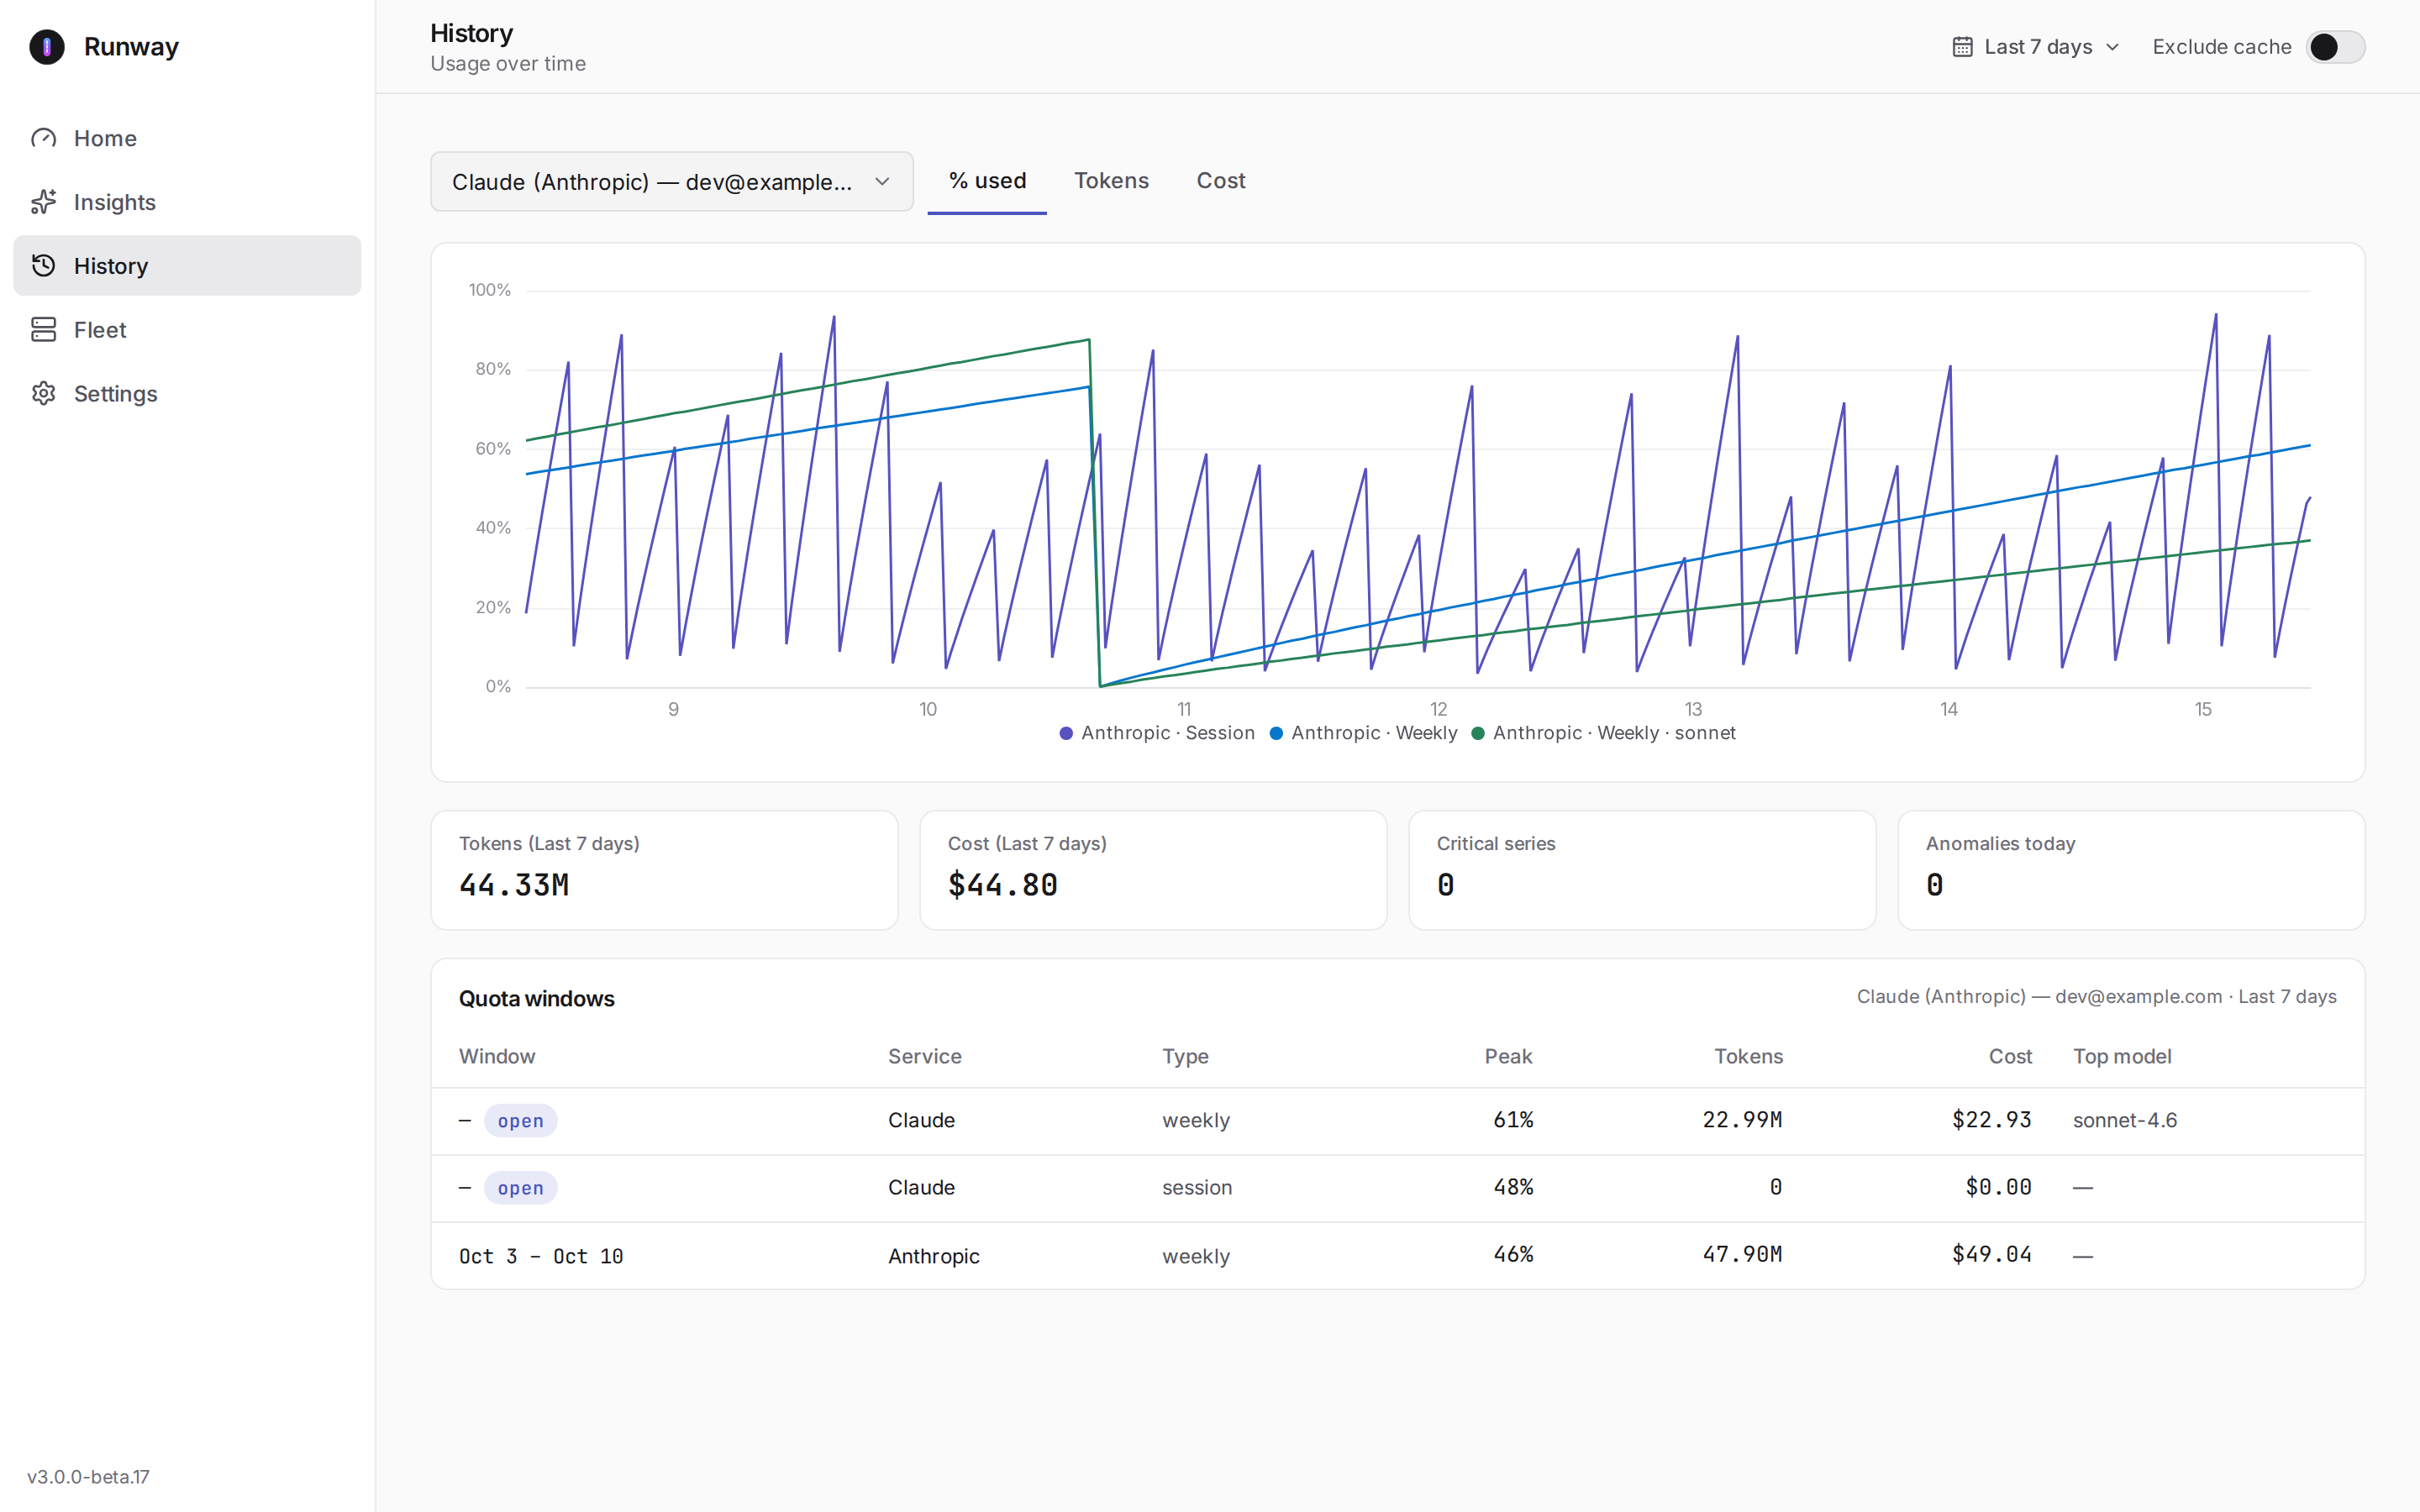 Runway
Home
Insights
History
Fleet
Settings
v3.0.0-beta.17
History
Usage over time
Last 7 days
Exclude cache
Claude (Anthropic) — dev@example...
% used
Tokens
Cost
100%
80%
60%
40%
20%
0%
9 10 11 12 13 14 15
Anthropic · Session Anthropic · Weekly Anthropic · Weekly · sonnet
Tokens (Last 7 days)
44.33M
Cost (Last 7 days)
$44.80
Critical series
0
Anomalies today
0
Quota windows
Claude (Anthropic) — dev@example.com · Last 7 days
Window Service Type Peak Tokens Cost Top model
— open Claude weekly 61% 22.99M $22.93 sonnet-4.6
— open Claude session 48% 0 $0.00 —
Oct 3 – Oct 10 Anthropic weekly 46% 47.90M $49.04 —